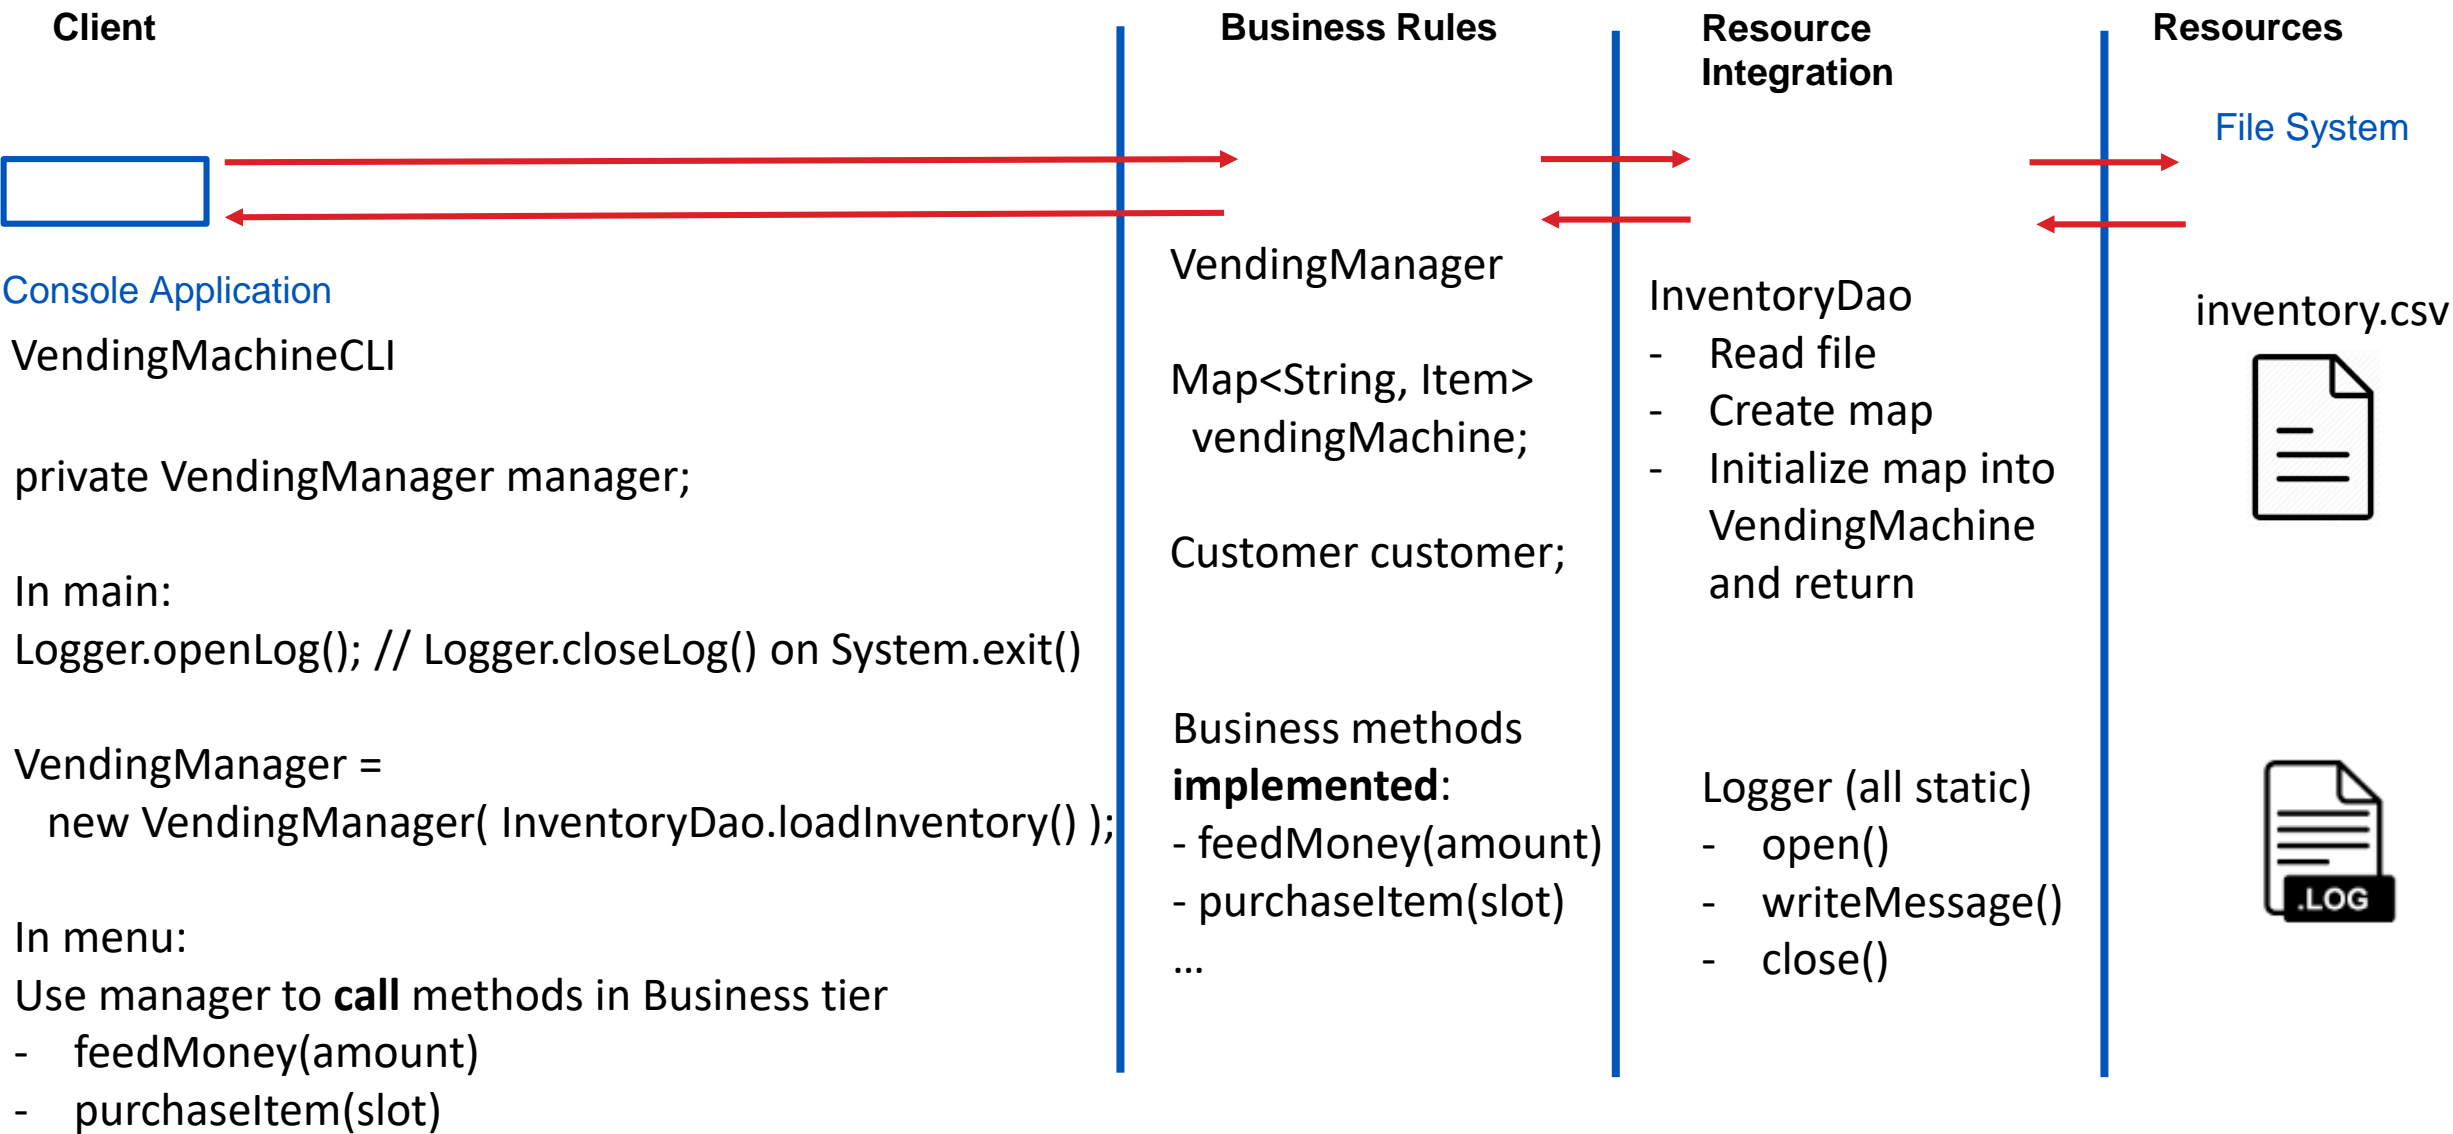 Client
Console Application
VendingMachineCLI
private VendingManager manager;
In main:
Logger.openLog(); // Logger.closeLog() on System.exit()
VendingManager =
new VendingManager( InventoryDao.loadInventory() );
In menu:
Use manager to call methods in Business tier
- feedMoney(amount)
- purchaseItem(slot)
Business Rules
VendingManager
Map<String, Item>
vendingMachine;
Customer customer;
Business methods
implemented:
- feedMoney(amount)
- purchaseItem(slot)
…
Resource
Integration
InventoryDao
- Read file
- Create map
- Initialize map into
VendingMachine
and return
Logger (all static)
- open()
- writeMessage()
- close()
Resources
File System
inventory.csv
.LOG